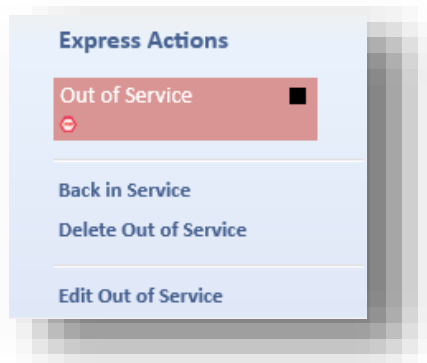 Express Actions
Out of Service
Back in Service
Delete Out of Service
Edit Out of Service